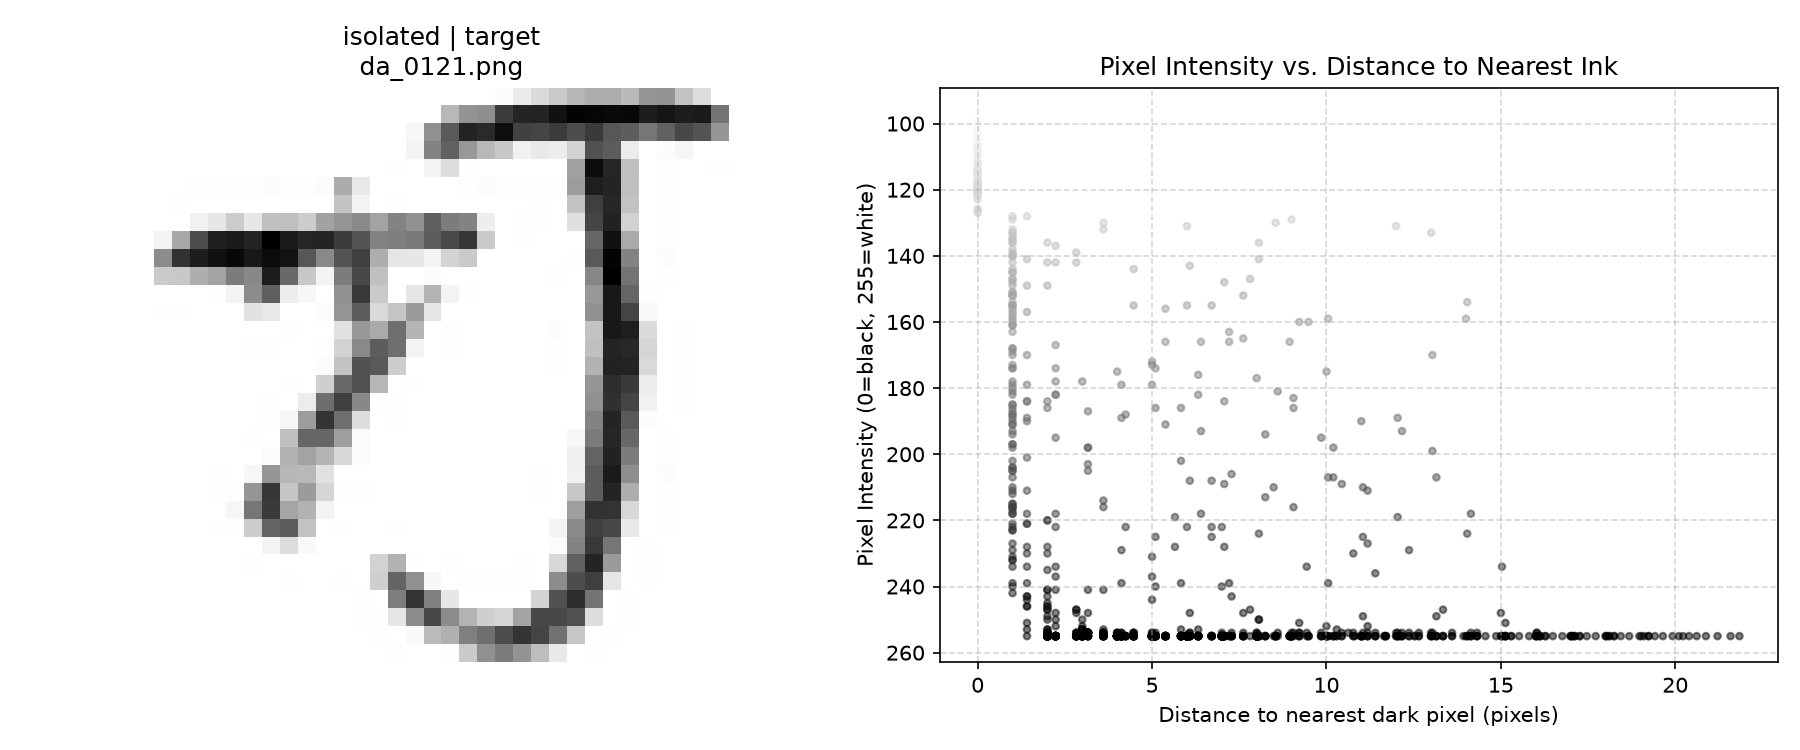 isolated | target
da_0121.png
Pixel Intensity vs. Distance to Nearest Ink
Pixel Intensity (0=black, 255=white)
100
120
140
160
180
200
220
240
260
0 5 10 15 20
Distance to nearest dark pixel (pixels)